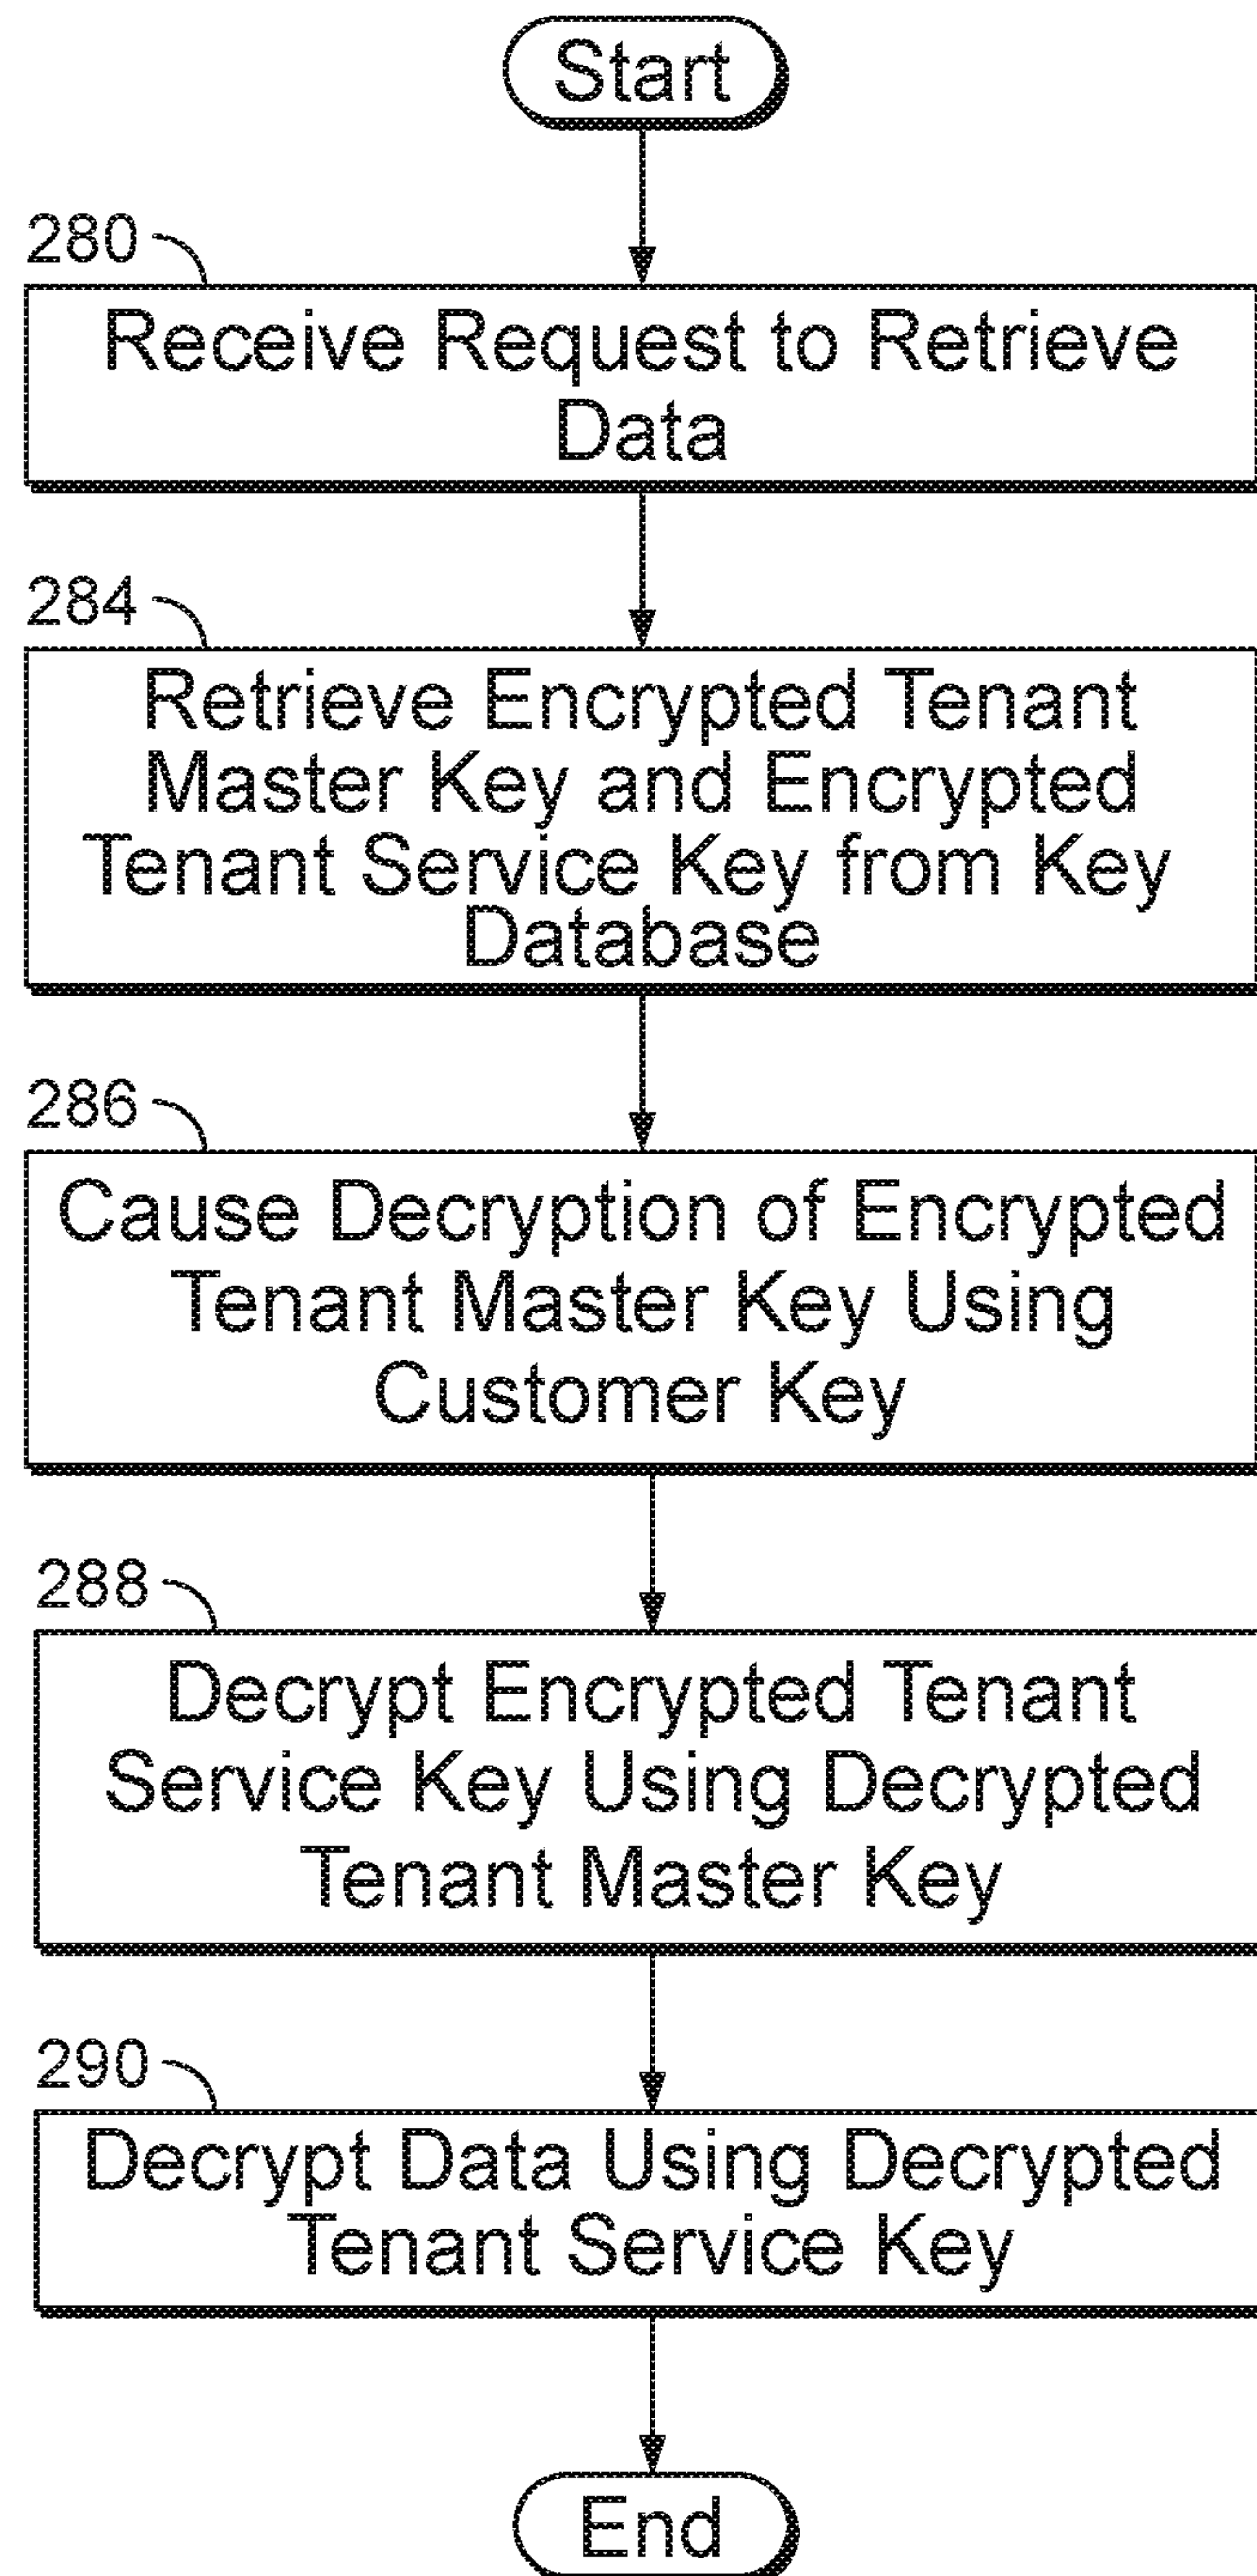 Start
280
Receive Request to Retrieve
Data
284
Retrieve Encrypted Tenant
Master Key and Encrypted
Tenant Service Key from Key
Database
286
Cause Decryption of Encrypted
Tenant Master Key Using
Customer Key
288
Decrypt Encrypted Tenant
Service Key Using Decrypted
Tenant Master Key
290
Decrypt Data Using Decrypted
Tenant Service Key
End